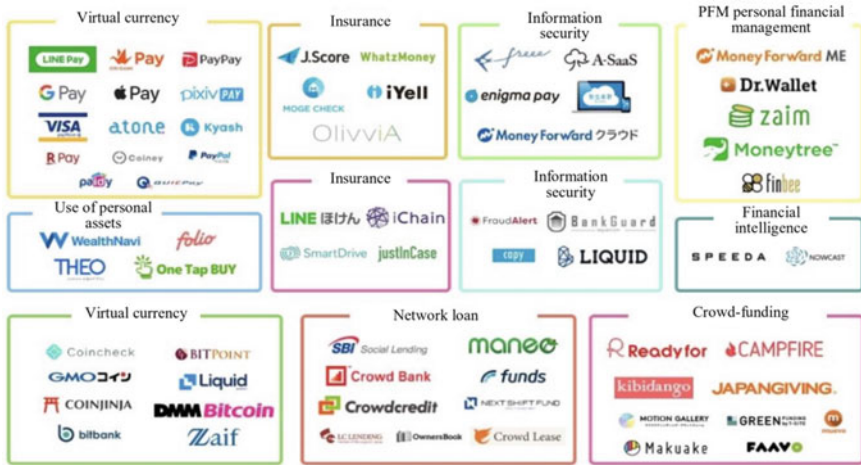 Virtual currency
LINE Pay
Pay
PayPay
G Pay
Pay
pixiv PAY
VISA
atone
Kyash
R Pay
Coiney
PayPal
paidy
QUICPay
Insurance
J.Score
WhatzMoney
MOGE CHECK
iYell
OlivviA
Information
security
freee
A-SaaS
enigma pay
Money Forward クラウド
PFM personal financial
management
Money Forward ME
Dr.Wallet
zaim
Moneytree
finbee
Use of personal
assets
WealthNavi
folio
THEO
One Tap BUY
Insurance
LINE ほけん
iChain
SmartDrive
justInCase
Information
security
FraudAlert
BankGuard
copy
LIQUID
Financial
intelligence
SPEEDA
NOWCAST
Virtual currency
Coincheck
BITPOINT
GMOコイン
Liquid
COINJINJA
DMM Bitcoin
bitbank
Zaif
Network loan
SBI Social Lending
maneo
Crowd Bank
funds
Crowdcredit
NEXT SHIFT FUND
LC LENDING
OwnersBook
Crowd Lease
Crowd-funding
Readyfor
CAMPFIRE
kibidango
JAPANGIVING
MOTION GALLERY
GREEN FUNDING
by T-SITE
Makuake
FAAVO